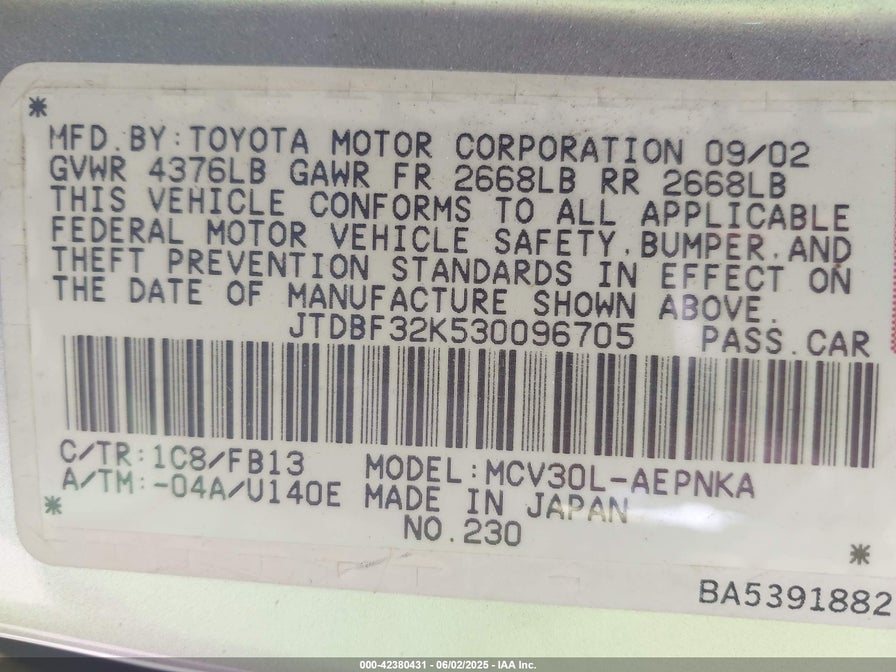 MFD.BY:TOYOTA MOTOR CORPORATION 09/02
GVWR 4376LB GAWR FR 2668LB RR 2668LB
THIS VEHICLE CONFORMS TO ALL APPLICABLE
FEDERAL MOTOR VEHICLE SAFETY,BUMPER,AND
THEFT PREVENTION STANDARDS IN EFFECT ON
THE DATE OF MANUFACTURE SHOWN ABOVE.
JTDBF32K530096705 PASS.CAR
C/TR:1C8/FB13 MODEL:MCV30L-AEPNKA
A/TM:-04A/U140E MADE IN JAPAN
NO.230
BA5391882
000-42380431 - 06/02/2025 - IAA Inc.